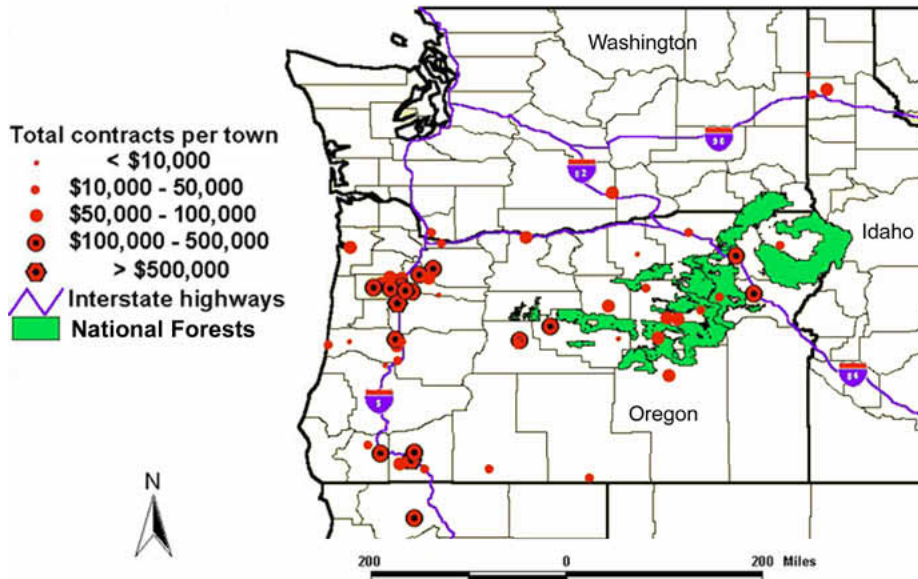 Washington
Total contracts per town
< $10,000
$10,000 - 50,000
$50,000 - 100,000
$100,000 - 500,000
> $500,000
Interstate highways
National Forests
90
82
Idaho
84
5
Oregon
N
200 0 200 Miles